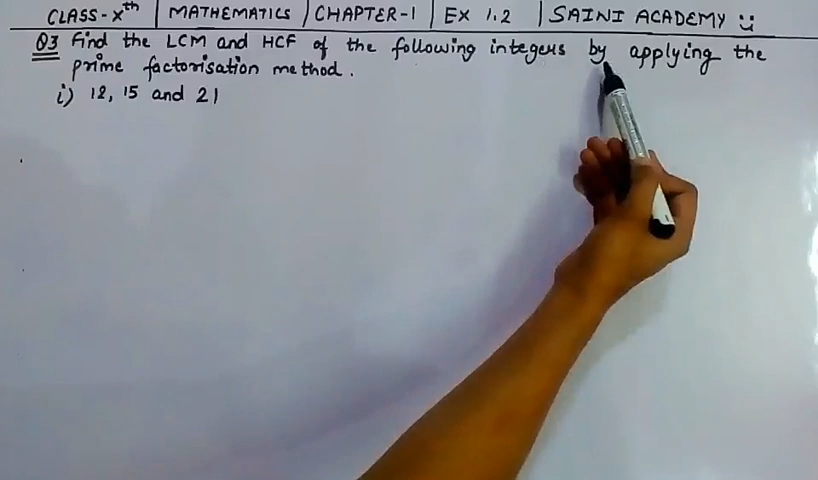 CLASS-Xth | MATHEMATICS | CHAPTER-1 | EX 1.2 | SAINI ACADEMY
Q3 Find the LCM and HCF of the following integers by applying the
prime factorisation method.
i) 12, 15 and 21